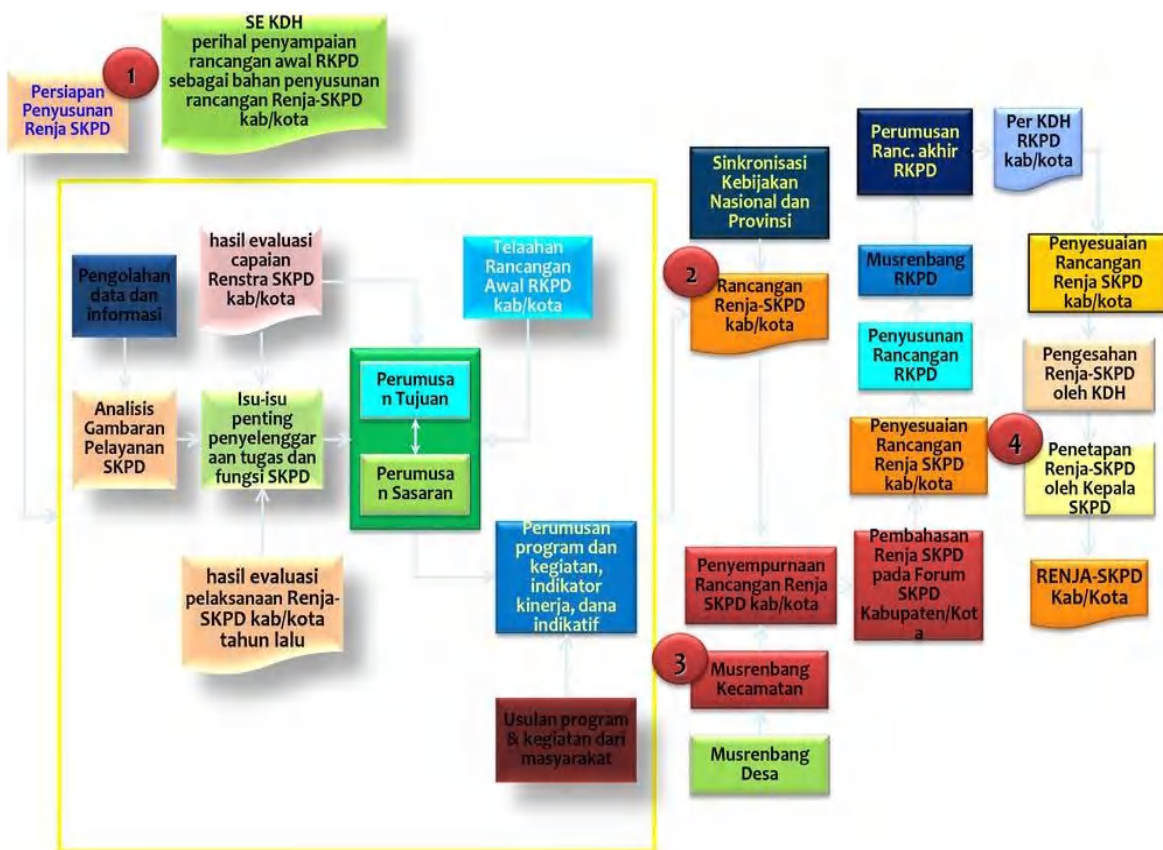 SE KDH
perihal penyampaian
rancangan awal RKPD
sebagai bahan penyusunan
rancangan Renja-SKPD
kab/kota
1
Persiapan
Penyusunan
Renja SKPD
Pengolahan
data dan
informasi
hasil evaluasi
capaian
Renstra SKPD
kab/kota
Telaahan
Rancangan
Awal RKPD
kab/kota
Analisis
Gambaran
Pelayanan
SKPD
Isu-isu
penting
penyelenggar
aan tugas dan
fungsi SKPD
Perumusa
n Tujuan
Perumusa
n Sasaran
hasil evaluasi
pelaksanaan Renja-
SKPD kab/kota
tahun lalu
Perumusan
program dan
kegiatan,
indikator
kinerja, dana
indikatif
Usulan program
& kegiatan dari
masyarakat
Sinkronisasi
Kebijakan
Nasional dan
Provinsi
2
Rancangan
Renja-SKPD
kab/kota
Penyempurnaan
Rancangan Renja
SKPD kab/kota
3
Musrenbang
Kecamatan
Musrenbang
Desa
Perumusan
Ranc. akhir
RKPD
Musrenbang
RKPD
Penyusunan
Rancangan
RKPD
Penyesuaian
Rancangan
Renja SKPD
kab/kota
Pembahasan
Renja SKPD
pada Forum
SKPD
Kabupaten/Kot
a
Per KDH
RKPD
kab/kota
Penyesuaian
Rancangan
Renja SKPD
kab/kota
Pengesahan
Renja-SKPD
oleh KDH
4
Penetapan
Renja-SKPD
oleh Kepala
SKPD
RENJA-SKPD
Kab/Kota